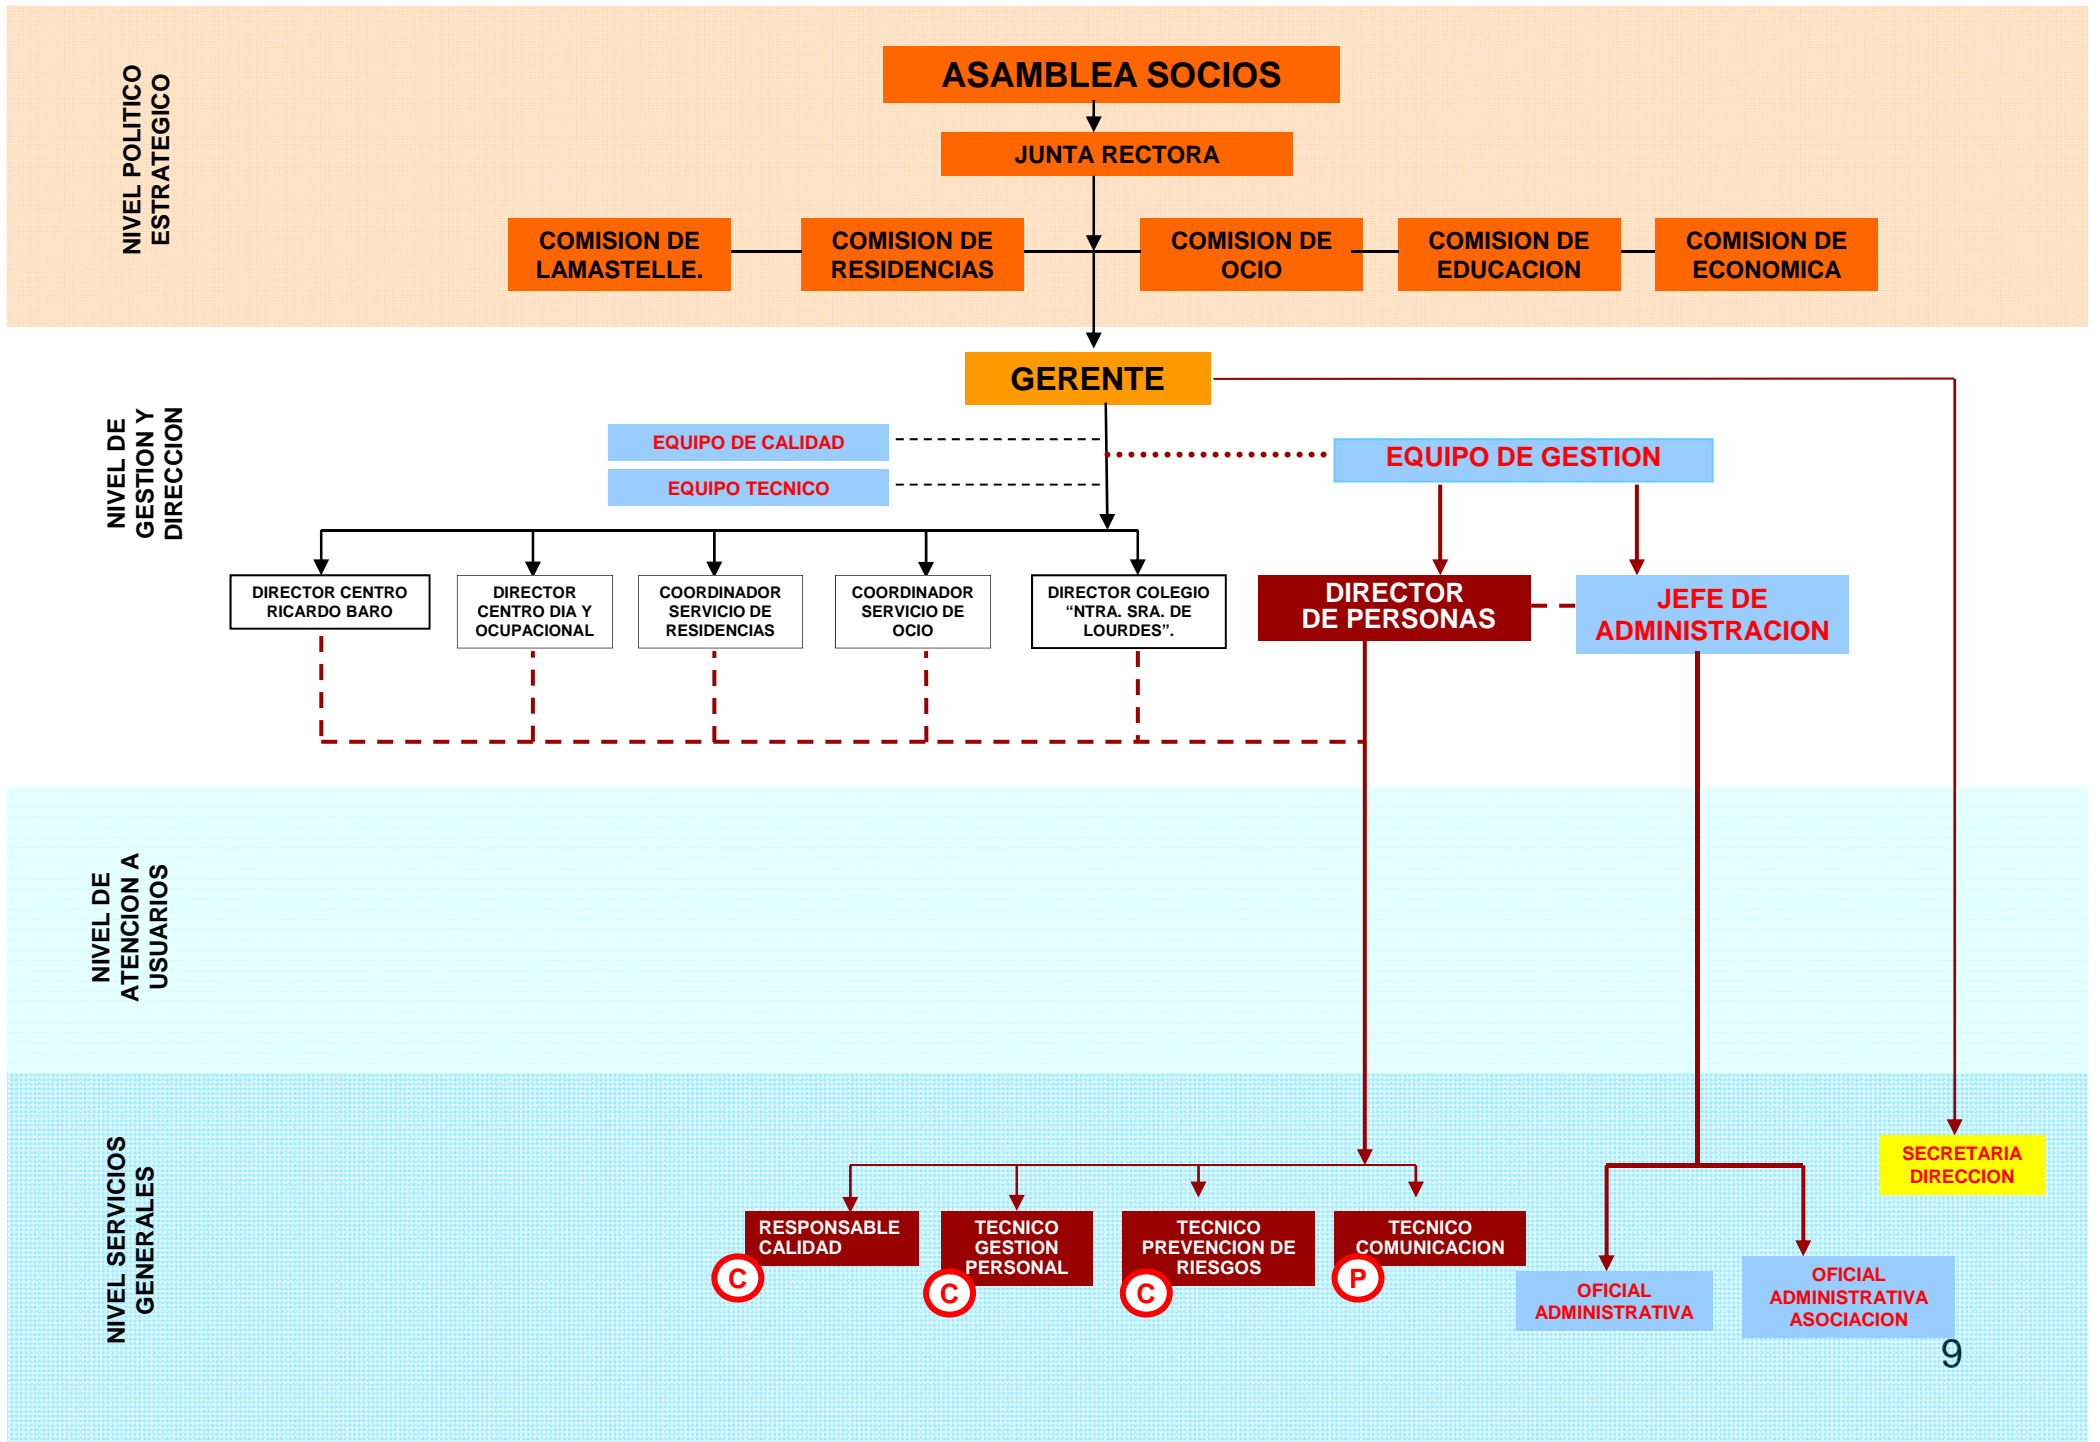 NIVEL POLITICO
ESTRATEGICO
ASAMBLEA SOCIOS
JUNTA RECTORA
COMISION DE
LAMASTELLE.
COMISION DE
RESIDENCIAS
COMISION DE
OCIO
COMISION DE
EDUCACION
COMISION DE
ECONOMICA
NIVEL DE
GESTION Y
DIRECCION
GERENTE
EQUIPO DE CALIDAD
EQUIPO TECNICO
EQUIPO DE GESTION
DIRECTOR CENTRO
RICARDO BARO
DIRECTOR
CENTRO DIA Y
OCUPACIONAL
COORDINADOR
SERVICIO DE
RESIDENCIAS
COORDINADOR
SERVICIO DE
OCIO
DIRECTOR COLEGIO
“NTRA. SRA. DE
LOURDES”.
DIRECTOR
DE PERSONAS
JEFE DE
ADMINISTRACION
NIVEL DE
ATENCION A
USUARIOS
NIVEL SERVICIOS
GENERALES
RESPONSABLE
CALIDAD
C
TECNICO
GESTION
PERSONAL
C
TECNICO
PREVENCION DE
RIESGOS
C
TECNICO
COMUNICACION
P
OFICIAL
ADMINISTRATIVA
OFICIAL
ADMINISTRATIVA
ASOCIACION
SECRETARIA
DIRECCION
9